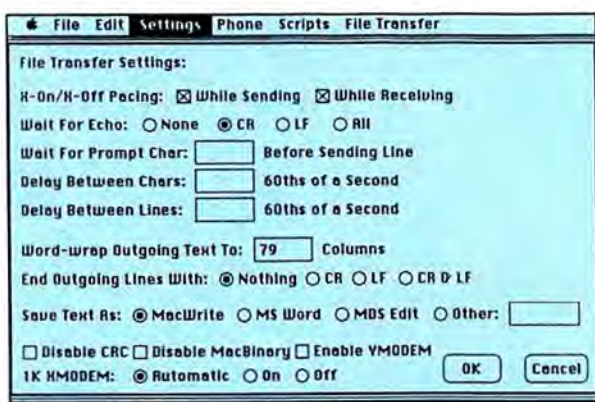 File Edit Settings Phone Scripts File Transfer
File Transfer Settings:
X-On/X-Off Pacing: While Sending While Receiving
Wait For Echo: None CR LF All
Wait For Prompt Char: Before Sending Line
Delay Between Chars: 60ths of a Second
Delay Between Lines: 60ths of a Second
Word-wrap Outgoing Text To: 79 Columns
End Outgoing Lines With: Nothing CR LF CR & LF
Save Text As: MacWrite MS Word MDS Edit Other:
Disable CRC Disable MacBinary Enable YMODEM
1K XMODEM: Automatic On Off OK Cancel